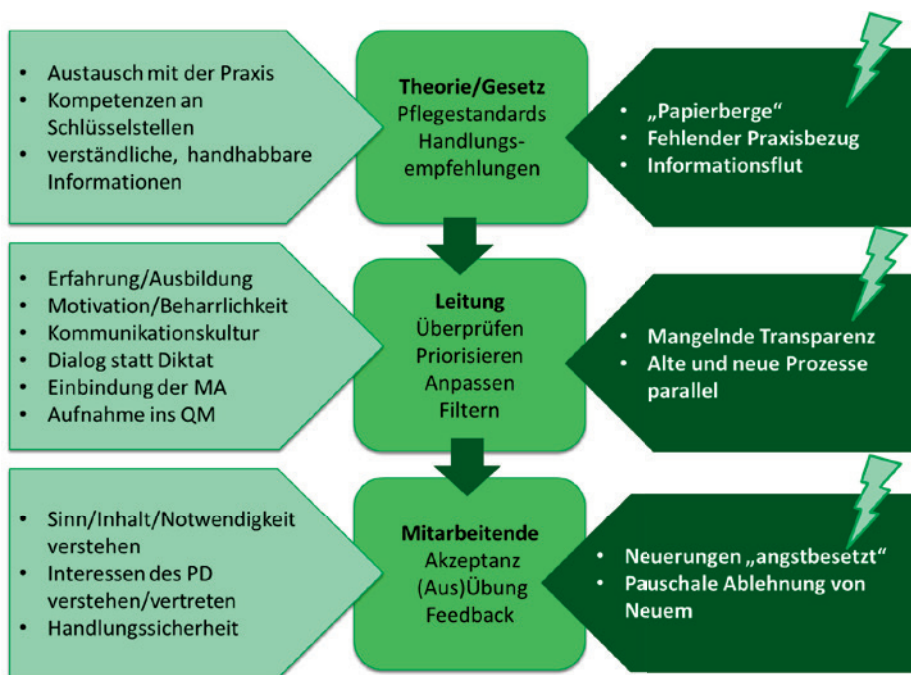 • Austausch mit der Praxis
• Kompetenzen an
Schlüsselstellen
• verständliche, handhabbare
Informationen
Theorie/Gesetz
Pflegestandards
Handlungs-
empfehlungen
• „Papierberge“
• Fehlender Praxisbezug
• Informationsflut
• Erfahrung/Ausbildung
• Motivation/Beharrlichkeit
• Kommunikationskultur
• Dialog statt Diktat
• Einbindung der MA
• Aufnahme ins QM
Leitung
Überprüfen
Priorisieren
Anpassen
Filtern
• Mangelnde Transparenz
• Alte und neue Prozesse
parallel
• Sinn/Inhalt/Notwendigkeit
verstehen
• Interessen des PD
verstehen/vertreten
• Handlungssicherheit
Mitarbeitende
Akzeptanz
(Aus)Übung
Feedback
• Neuerungen „angstbesetzt“
• Pauschale Ablehnung von
Neuem